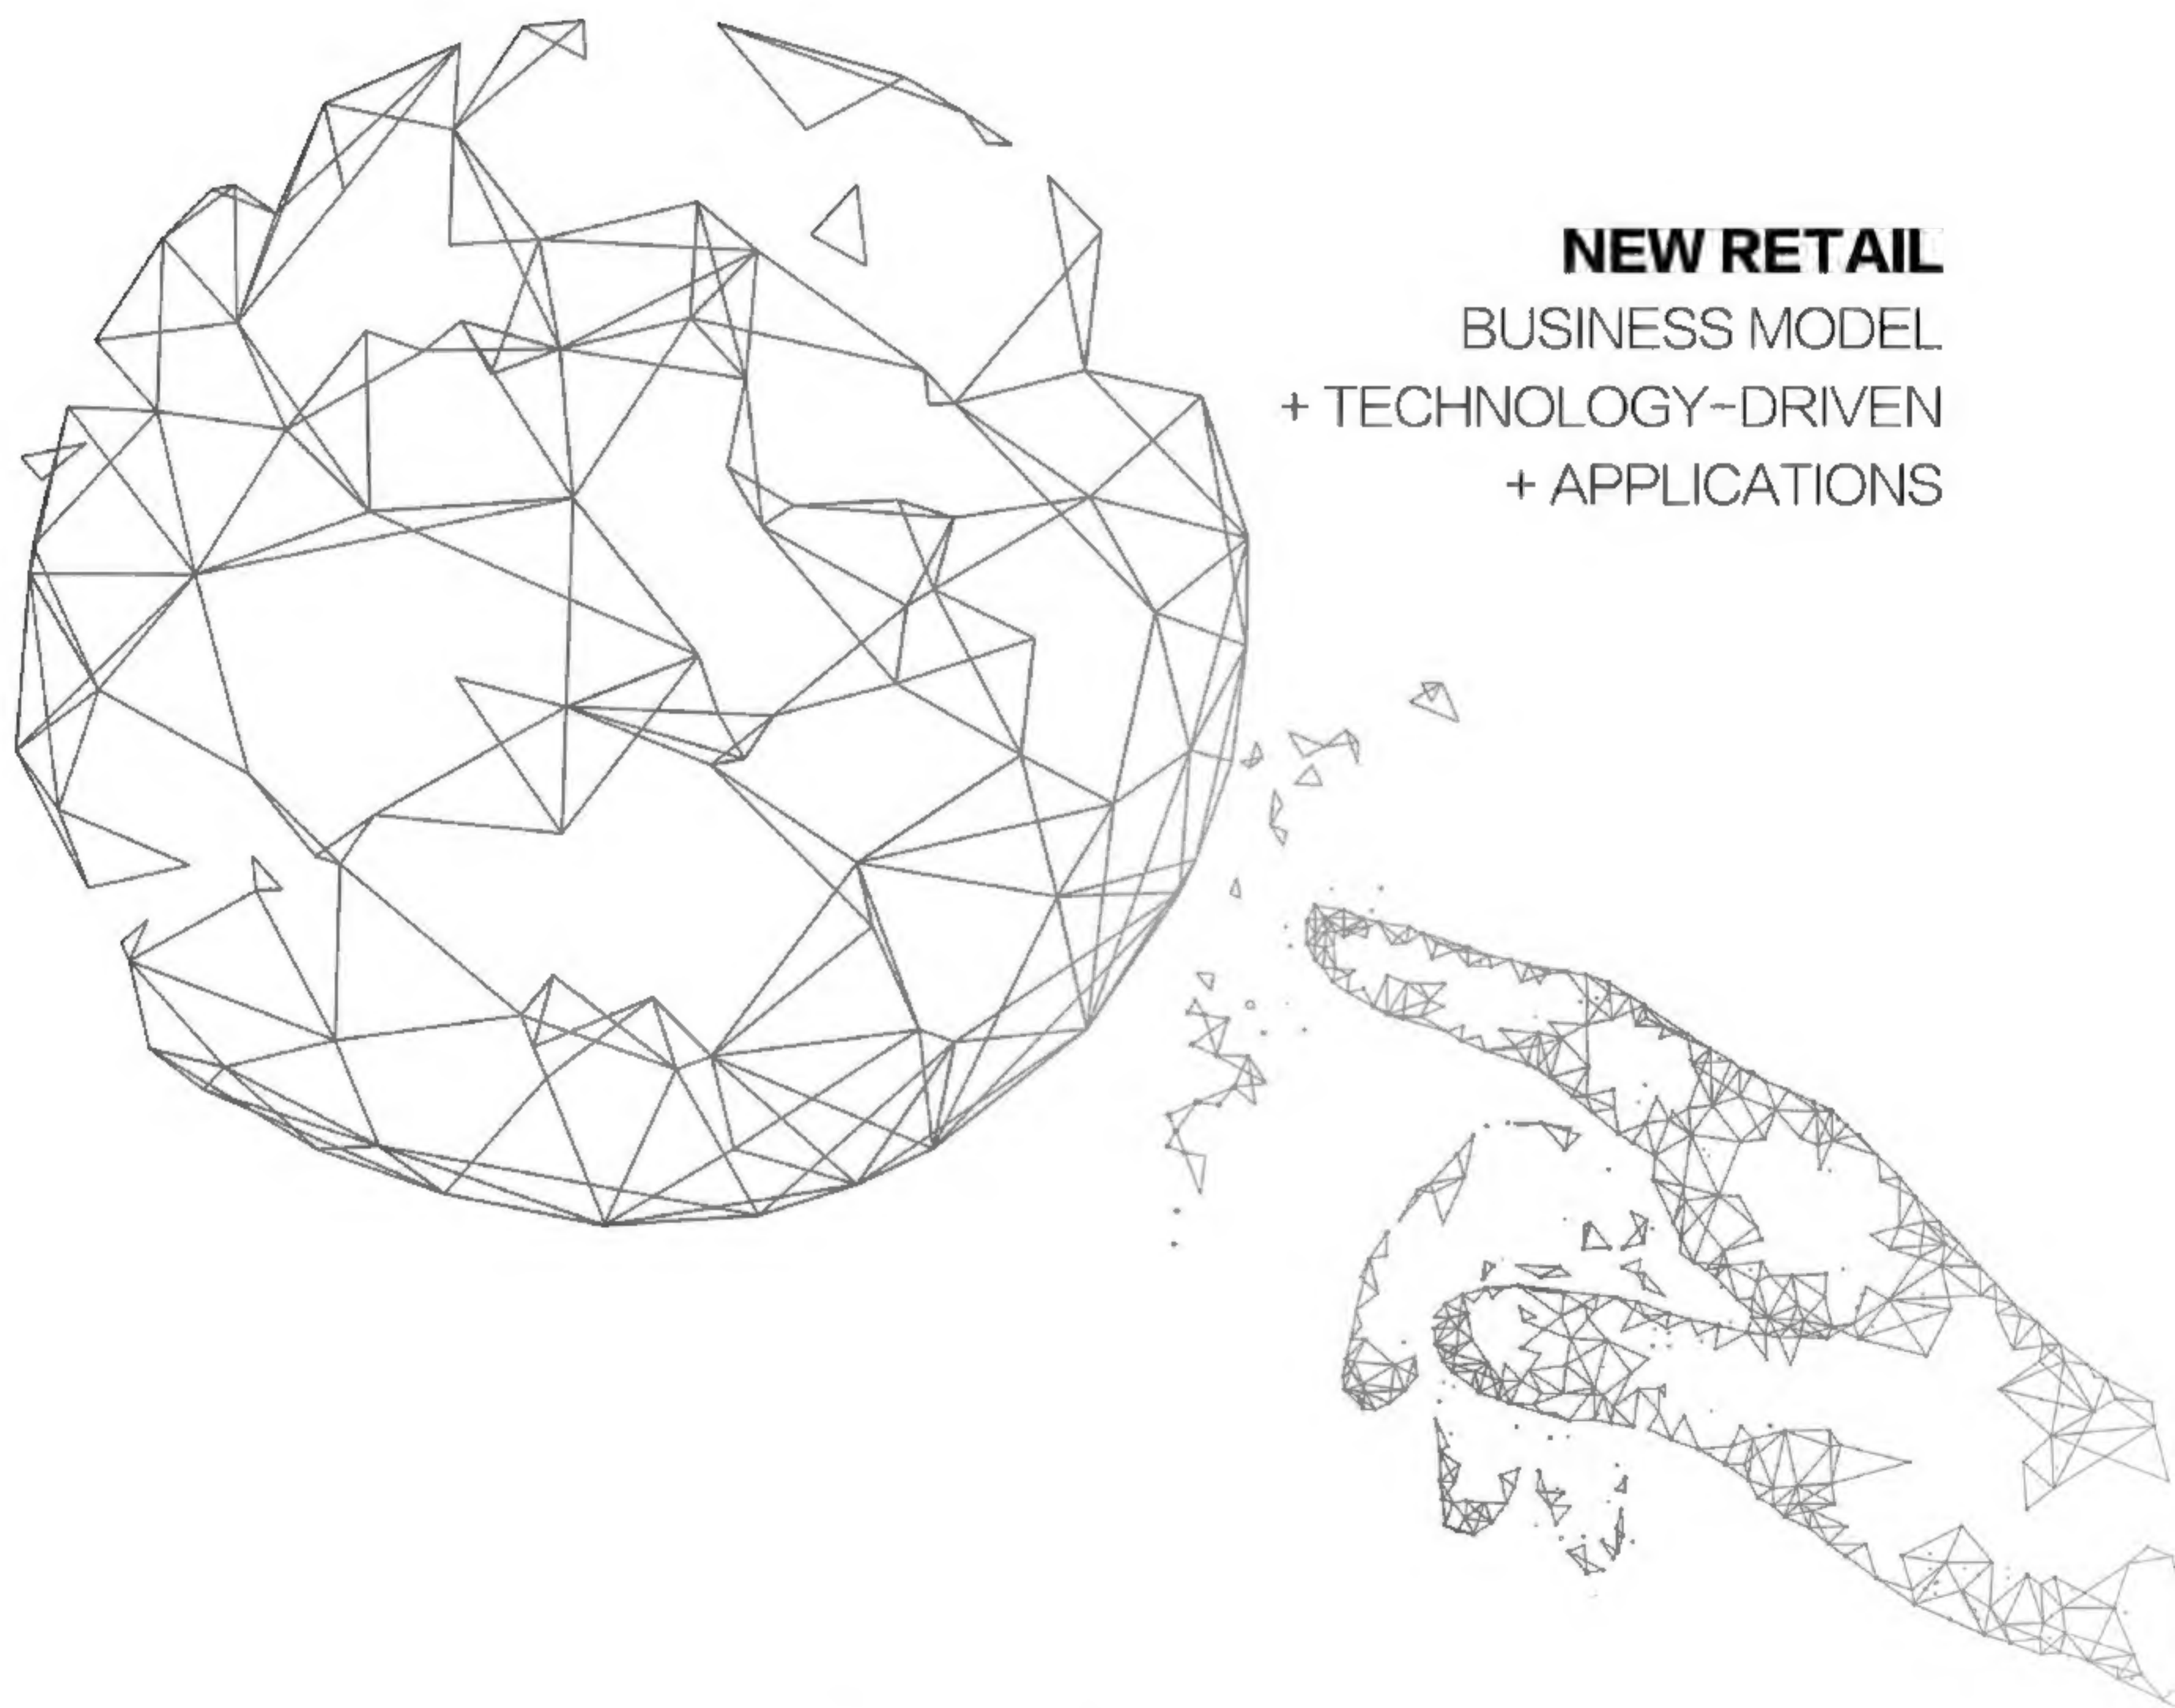 NEW RETAIL
BUSINESS MODEL
+ TECHNOLOGY-DRIVEN
+ APPLICATIONS